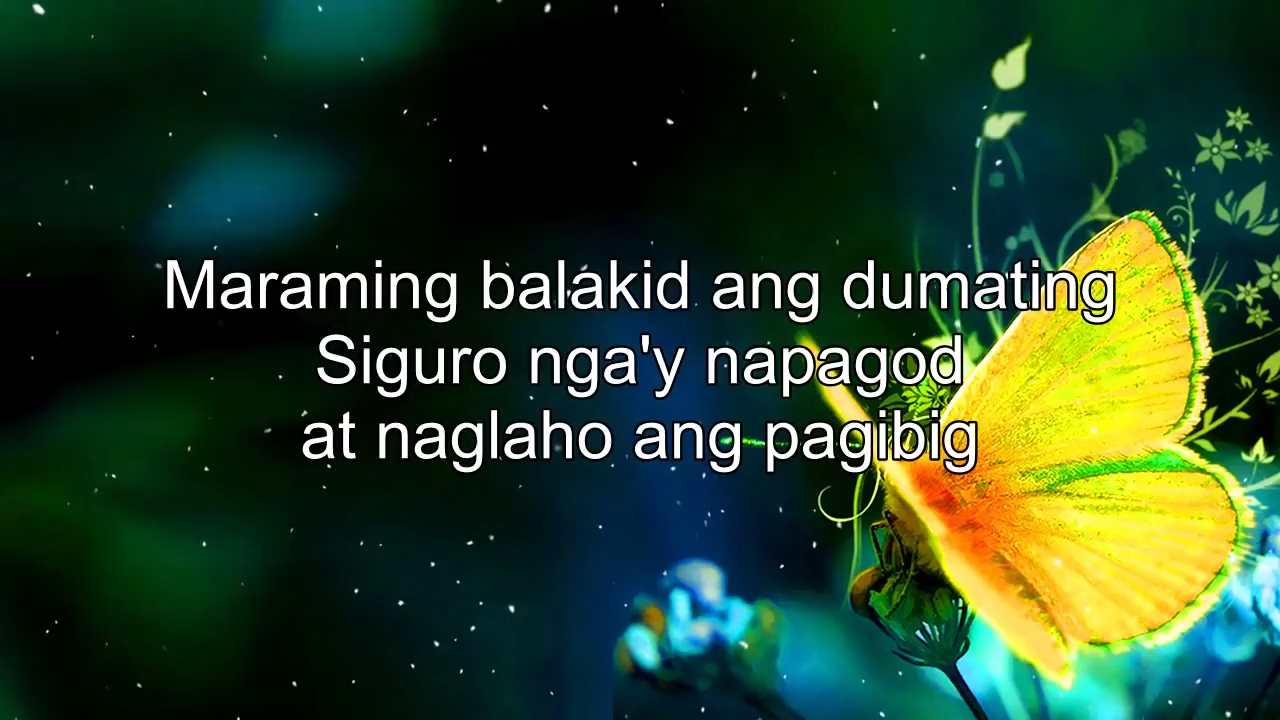 Maraming balakid ang dumating
Siguro nga'y napagod
at naglaho ang pagibig